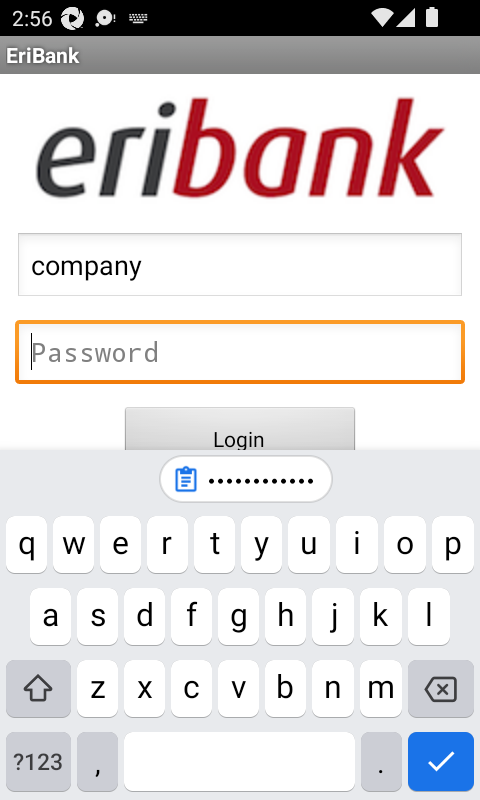 2:56
EriBank
eribank
company
Password
Login
••••••••••••
q w e r t y u i o p
a s d f g h j k l
z x c v b n m
?123 , .